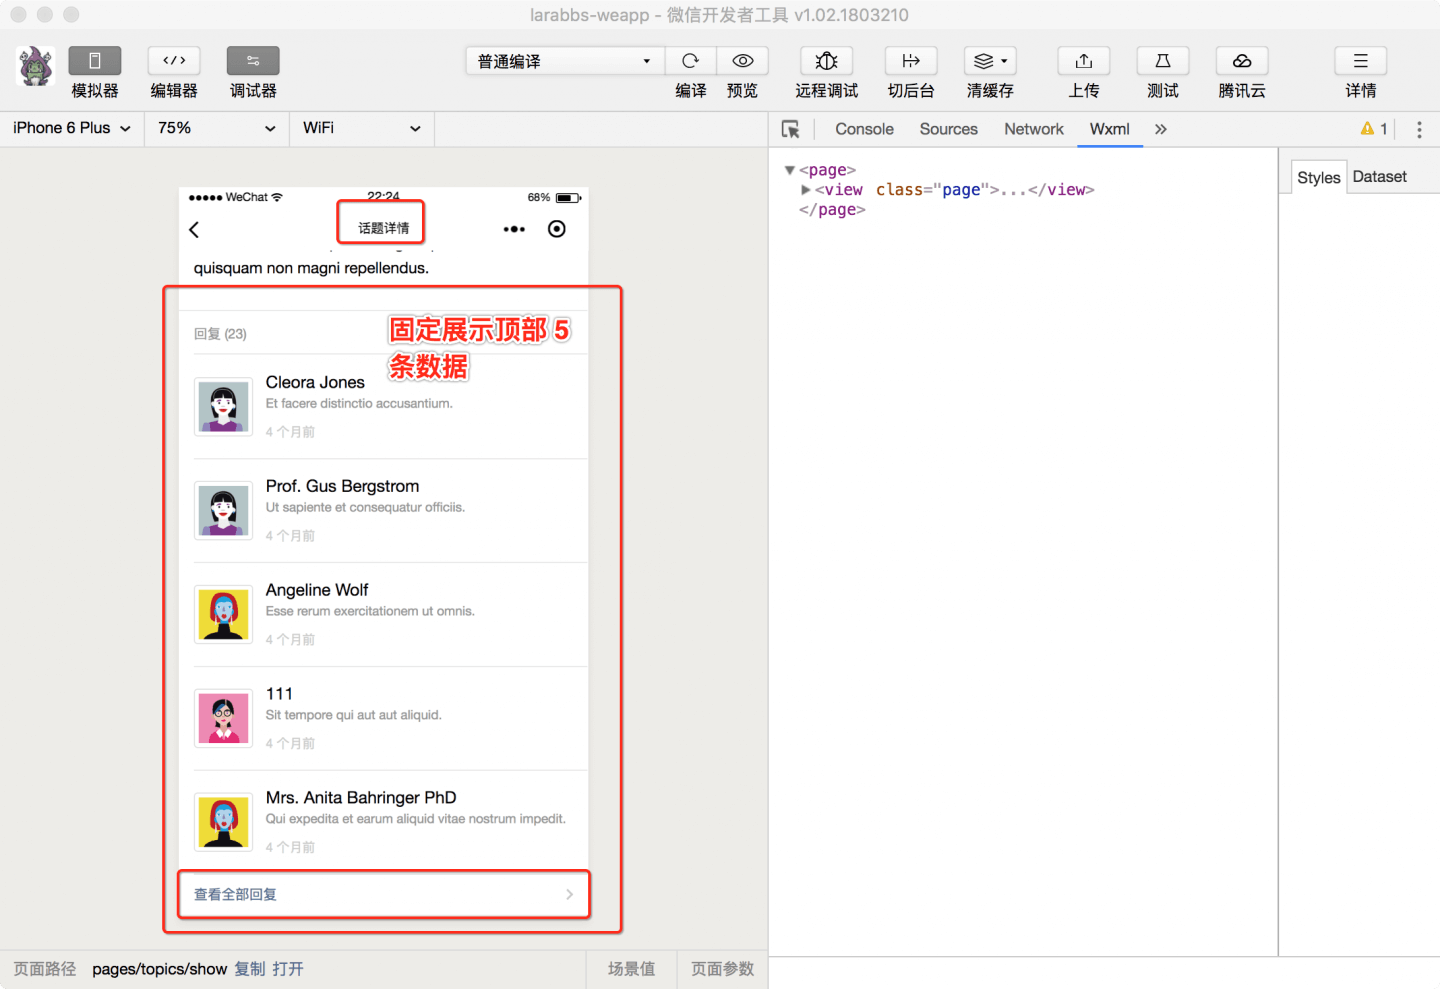 larabbs-weapp - 微信开发者工具 v1.02.1803210
普通编译
模拟器 编辑器 调试器 编译 预览 远程调试 切后台 清缓存 上传 测试 腾讯云 详情
iPhone 6 Plus 75% WiFi
Console Sources Network Wxml 1
WeChat 22:24 68%
话题详情
quisquam non magni repellendus.
回复 (23)
固定展示顶部 5
条数据
Cleora Jones
Et facere distinctio accusantium.
4 个月前
Prof. Gus Bergstrom
Ut sapiente et consequatur officiis.
4 个月前
Angeline Wolf
Esse rerum exercitationem ut omnis.
4 个月前
111
Sit tempore qui aut aut aliquid.
4 个月前
Mrs. Anita Bahringer PhD
Qui expedita et earum aliquid vitae nostrum impedit.
4 个月前
查看全部回复
<page>
<view class="page">...</view>
</page>
Styles Dataset
页面路径 pages/topics/show 复制 打开 场景值 页面参数